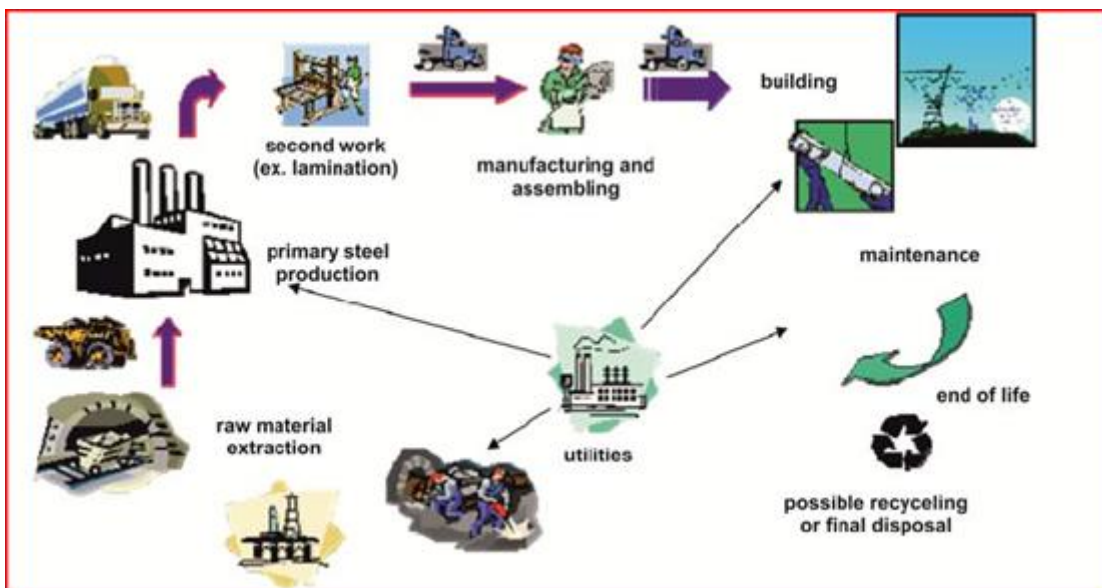 building
second work
(ex. lamination)
manufacturing and
assembling
primary steel
production
maintenance
raw material
extraction
utilities
end of life
possible recyceling
or final disposal